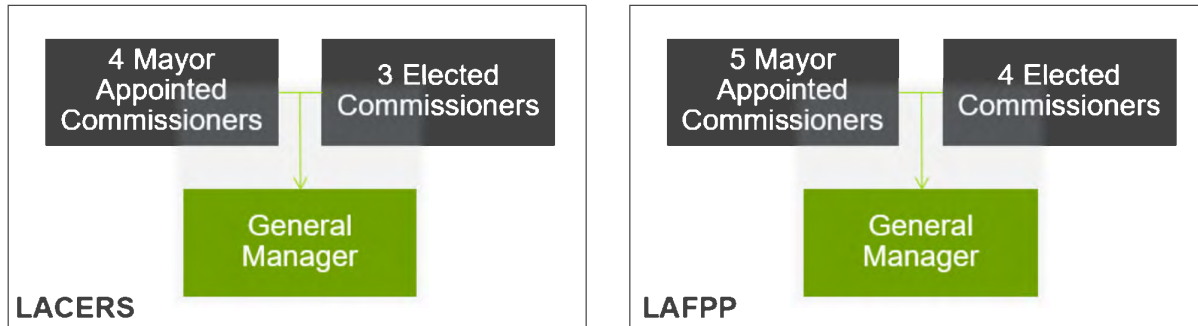 4 Mayor
Appointed
Commissioners
3 Elected
Commissioners
General
Manager
LACERS
5 Mayor
Appointed
Commissioners
4 Elected
Commissioners
General
Manager
LAFPP